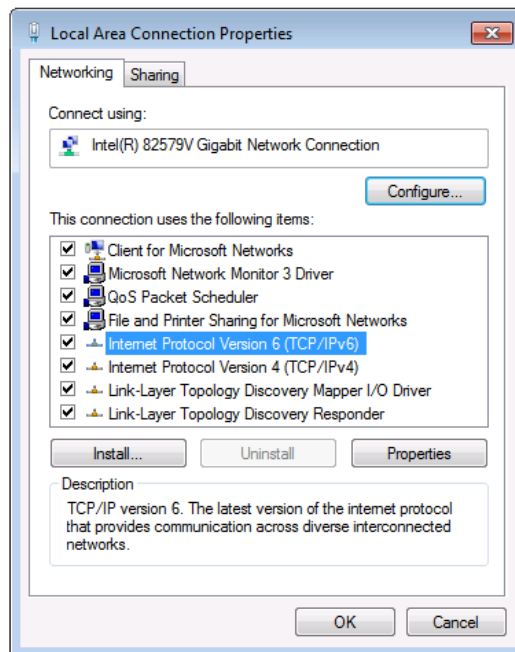 Local Area Connection Properties
Networking
Sharing
Connect using:
Intel(R) 82579V Gigabit Network Connection
Configure...
This connection uses the following items:
Client for Microsoft Networks
Microsoft Network Monitor 3 Driver
QoS Packet Scheduler
File and Printer Sharing for Microsoft Networks
Internet Protocol Version 6 (TCP/IPv6)
Internet Protocol Version 4 (TCP/IPv4)
Link-Layer Topology Discovery Mapper I/O Driver
Link-Layer Topology Discovery Responder
Install...
Uninstall
Properties
Description
TCP/IP version 6. The latest version of the internet protocol
that provides communication across diverse interconnected
networks.
OK
Cancel